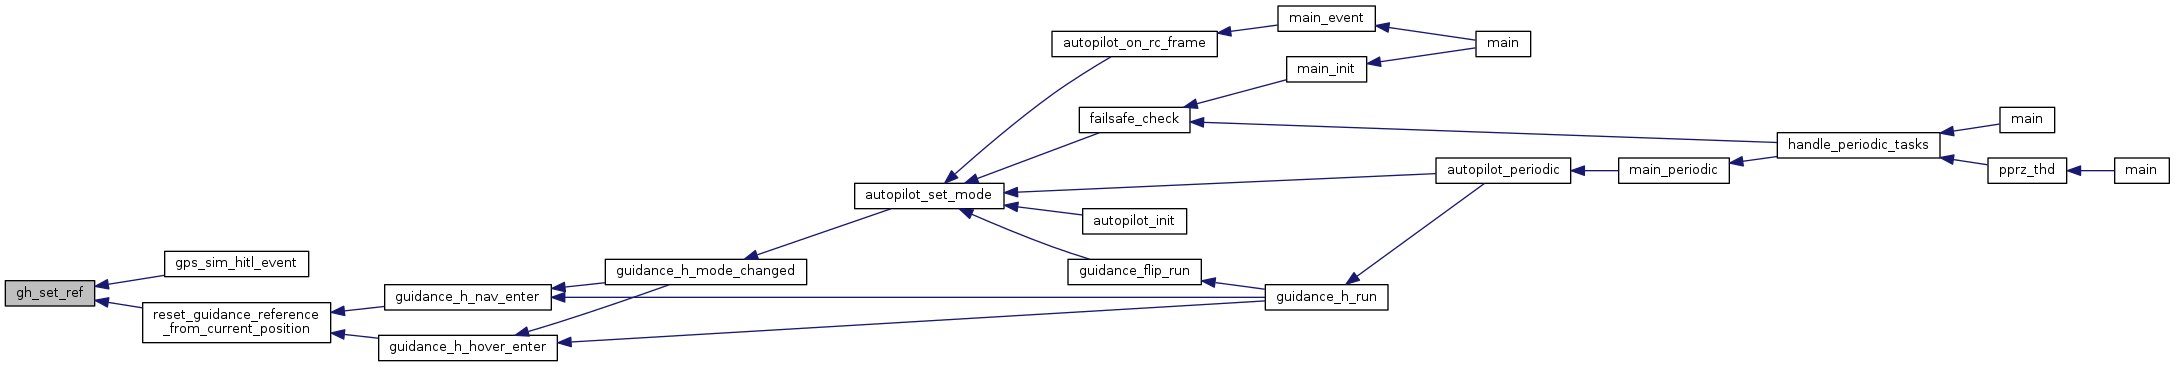 gh_set_ref
gps_sim_hitl_event
reset_guidance_reference
_from_current_position
guidance_h_nav_enter
guidance_h_hover_enter
guidance_h_mode_changed
autopilot_set_mode
autopilot_on_rc_frame
failsafe_check
autopilot_init
guidance_flip_run
main_event
main_init
guidance_h_run
main
autopilot_periodic
main_periodic
handle_periodic_tasks
main
pprz_thd
main